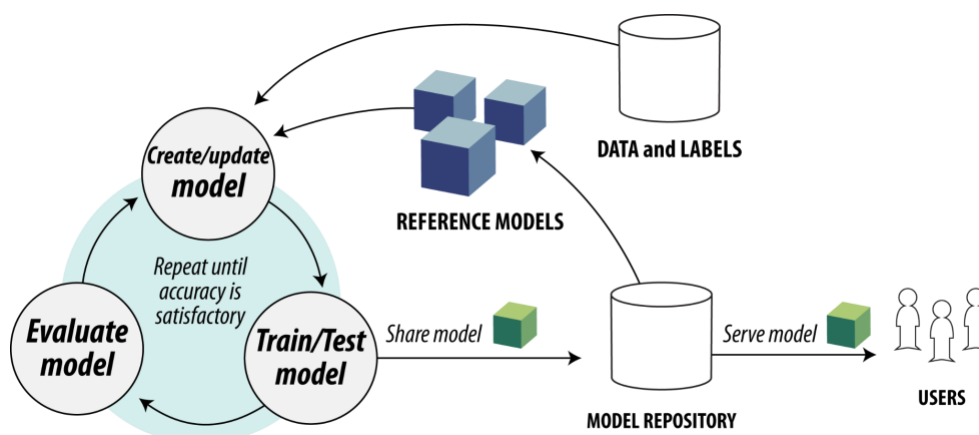 Create/update
model
DATA and LABELS
REFERENCE MODELS
Repeat until
accuracy is
satisfactory
Evaluate
model
Train/Test
model
Share model
Serve model
MODEL REPOSITORY
USERS